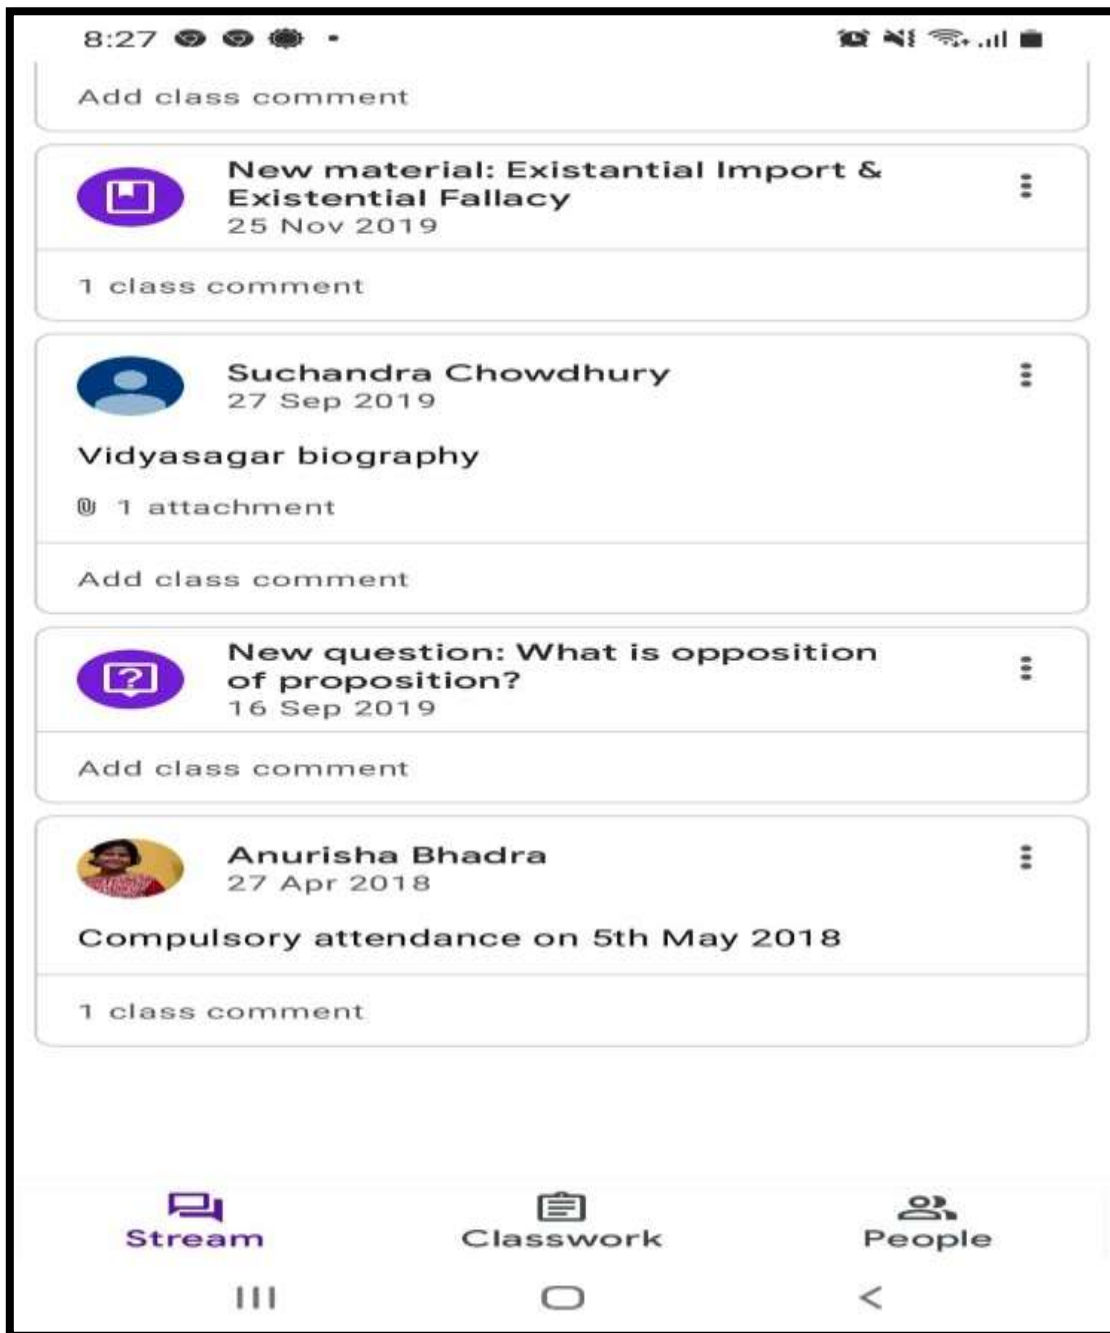 8:27
Add class comment
New material: Existantial Import &
Existential Fallacy
25 Nov 2019
1 class comment
Suchandra Chowdhury
27 Sep 2019
Vidyasagar biography
1 attachment
Add class comment
New question: What is opposition
of proposition?
16 Sep 2019
Add class comment
Anurisha Bhadra
27 Apr 2018
Compulsory attendance on 5th May 2018
1 class comment
Stream Classwork People